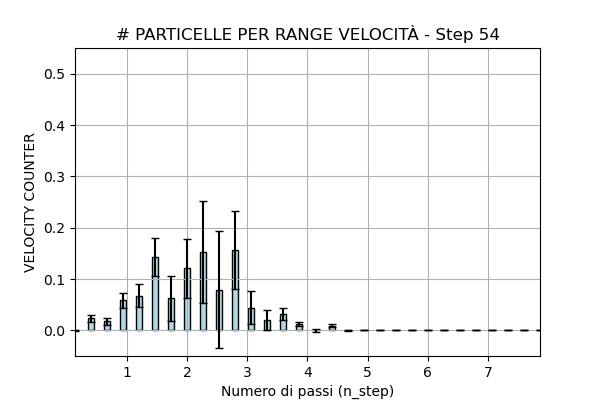 # PARTICELLE PER RANGE VELOCITÀ - Step 54
VELOCITY COUNTER
0.5
0.4
0.3
0.2
0.1
0.0
1 2 3 4 5 6 7
Numero di passi (n_step)